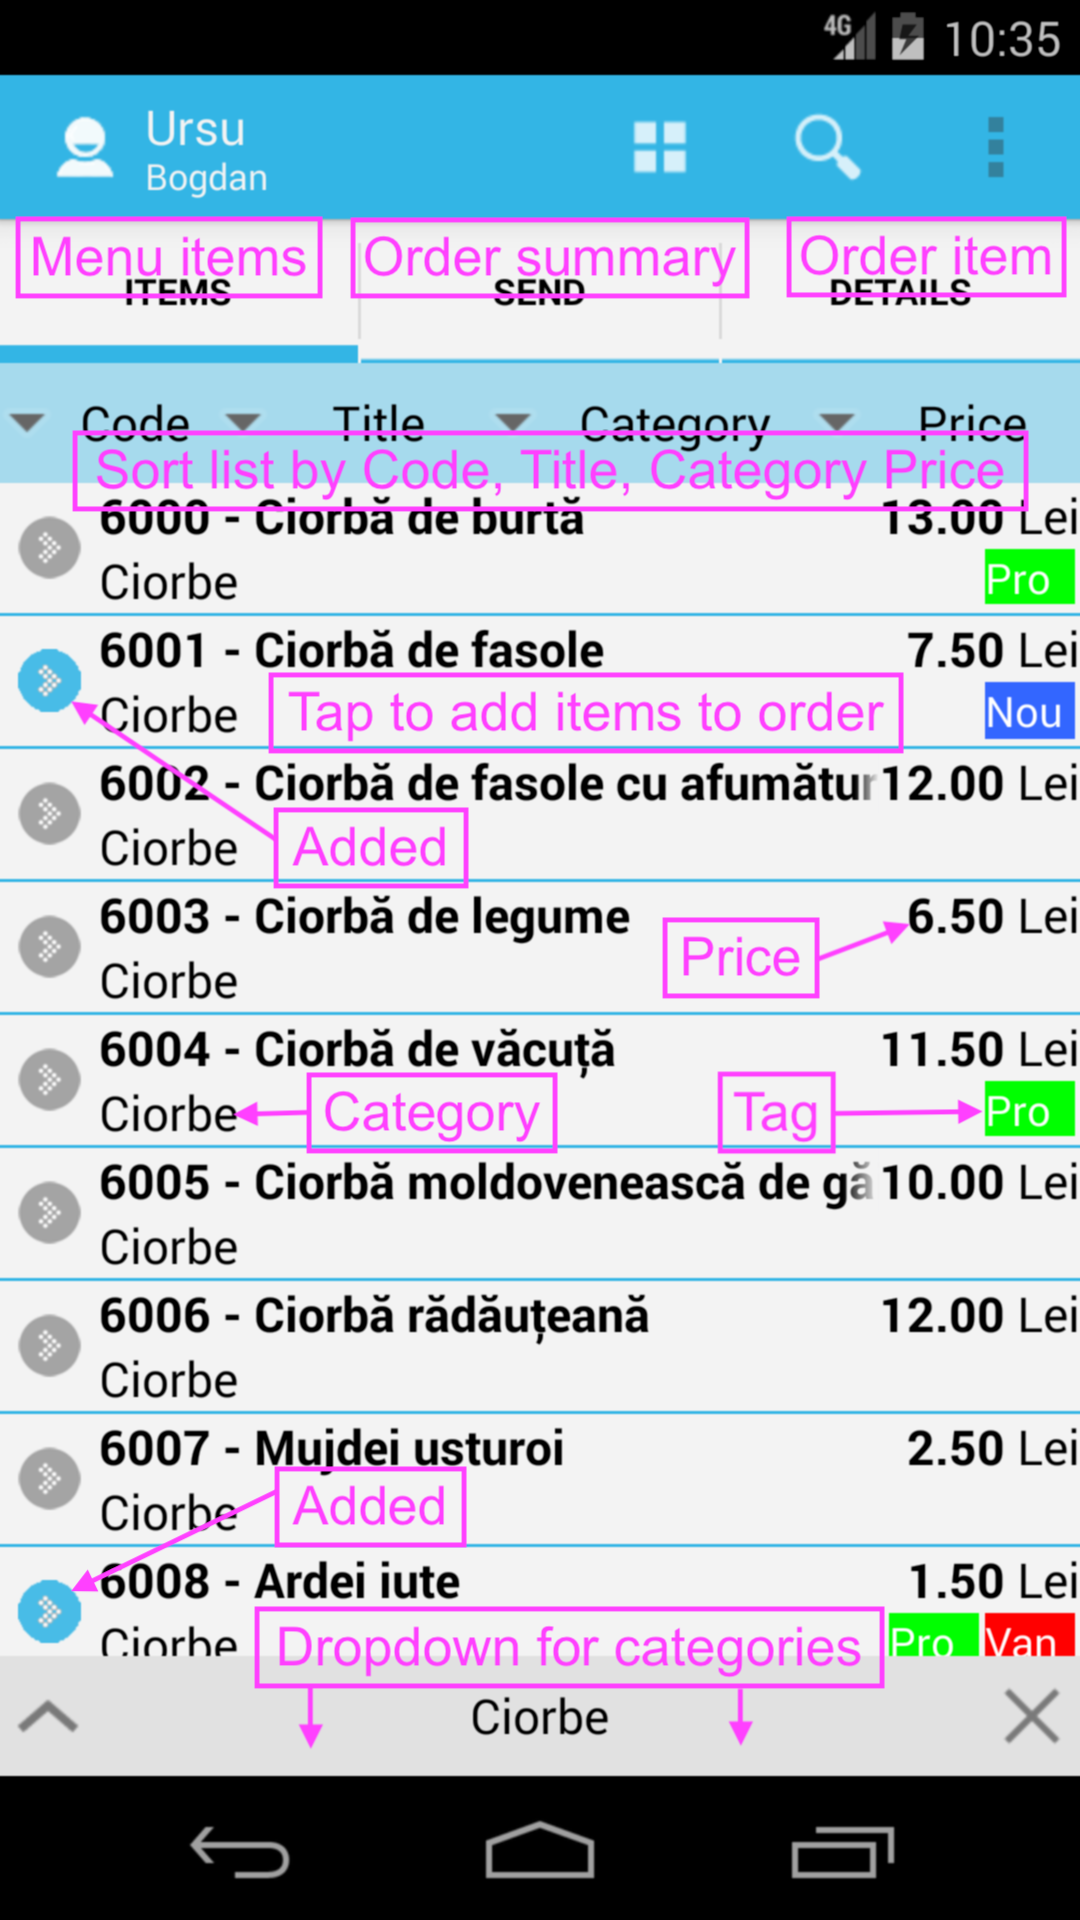 4G 10:35
Ursu
Bogdan
Menu items Order summary Order item
ITEMS SEND DETAILS
Code Title Category Price
Sort list by Code, Title, Category Price
6000 - Ciorbă de burtă 13.00 Lei
Ciorbe Pro
6001 - Ciorbă de fasole 7.50 Lei
Ciorbe Tap to add items to order Nou
6002 - Ciorbă de fasole cu afumătur 12.00 Lei
Ciorbe Added
6003 - Ciorbă de legume 6.50 Lei
Price
Ciorbe
6004 - Ciorbă de văcuță 11.50 Lei
Ciorbe Category Tag Pro
6005 - Ciorbă moldovenească de gă 10.00 Lei
Ciorbe
6006 - Ciorbă rădăuțeană 12.00 Lei
Ciorbe
6007 - Mujdei usturoi 2.50 Lei
Ciorbe Added
6008 - Ardei iute 1.50 Lei
Ciorbe Dropdown for categories Pro Van
Ciorbe